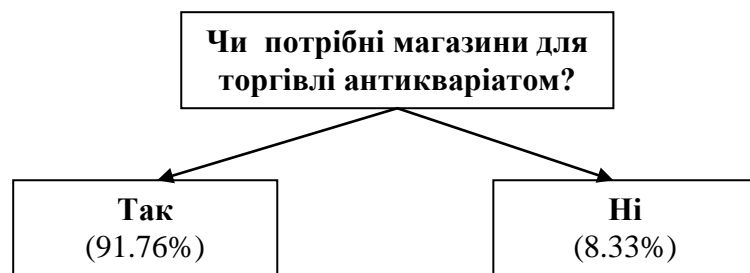 Чи потрібні магазини для
торгівлі антикваріатом?
Так
(91.76%)
Ні
(8.33%)